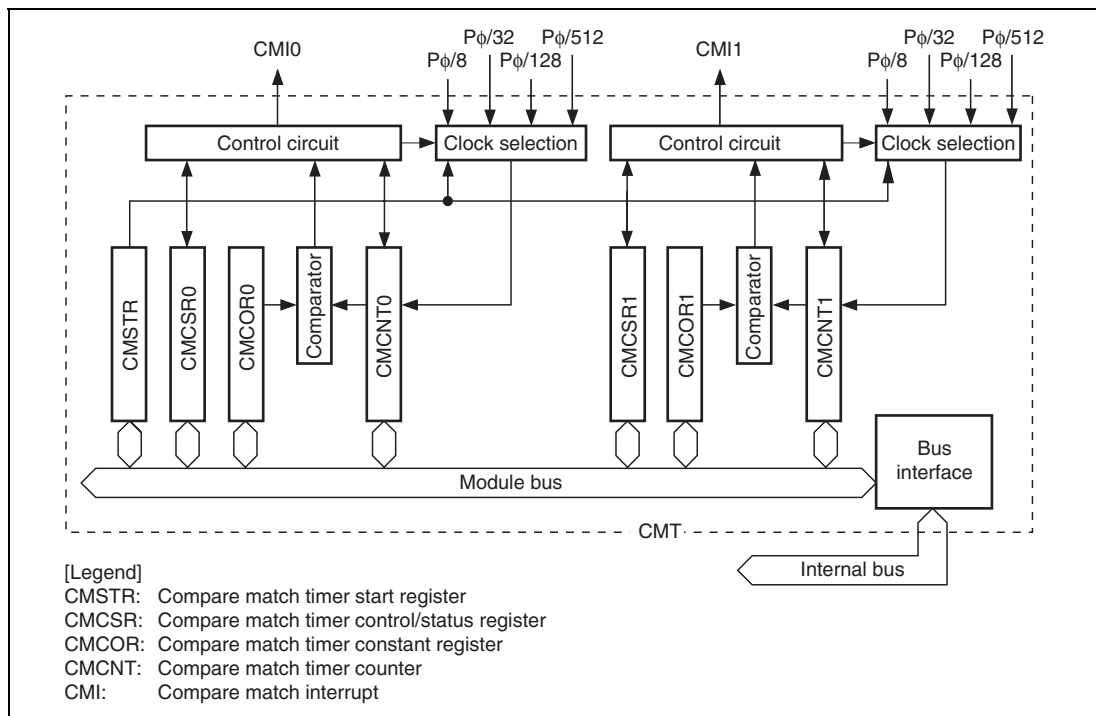 CMI0
Pφ/8
Pφ/32
Pφ/128
Pφ/512
CMI1
Pφ/8
Pφ/32
Pφ/128
Pφ/512
Control circuit
Clock selection
Control circuit
Clock selection
CMSTR
CMCSR0
CMCOR0
Comparator
CMCNT0
CMCSR1
CMCOR1
Comparator
CMCNT1
Module bus
Bus
interface
CMT
Internal bus
[Legend]
CMSTR: Compare match timer start register
CMCSR: Compare match timer control/status register
CMCOR: Compare match timer constant register
CMCNT: Compare match timer counter
CMI: Compare match interrupt